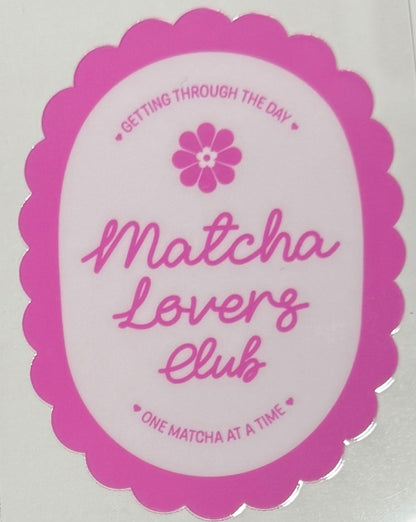 GETTING THROUGH THE DAY
Matcha
Lovers
Club
ONE MATCHA AT A TIME